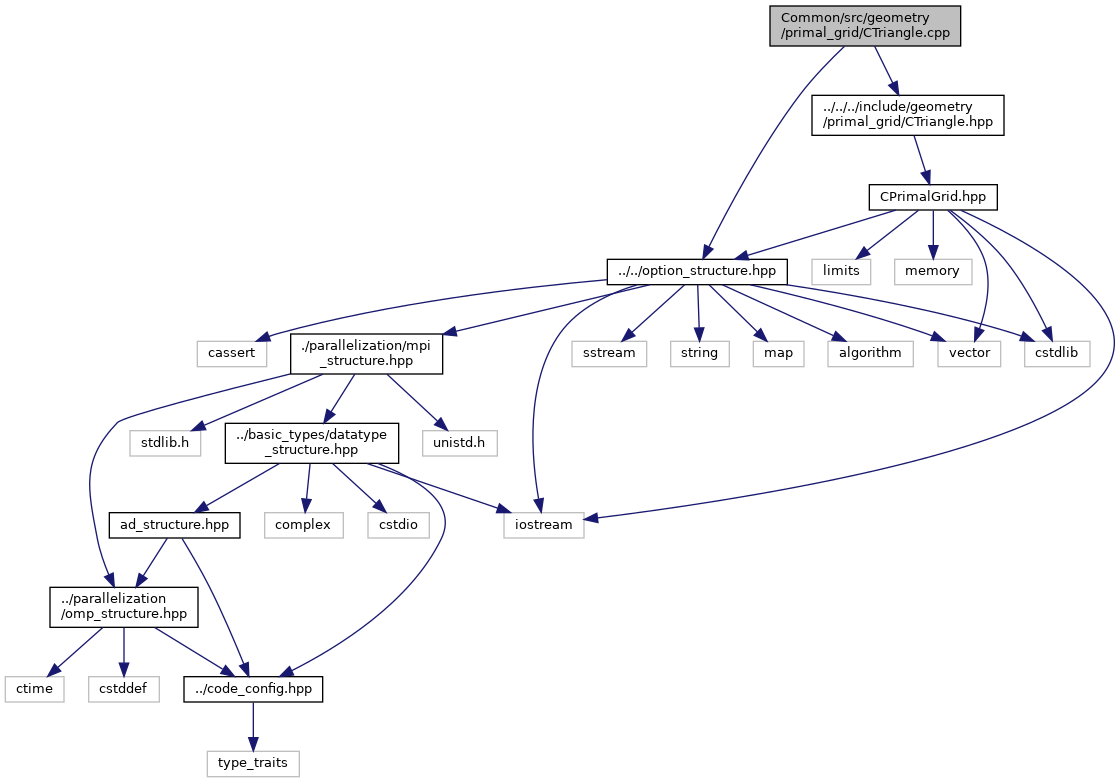 Common/src/geometry
/primal_grid/CTriangle.cpp
../../../include/geometry
/primal_grid/CTriangle.hpp
CPrimalGrid.hpp
../../option_structure.hpp
limits
memory
cassert
./parallelization/mpi
_structure.hpp
sstream
string
map
algorithm
vector
cstdlib
stdlib.h
../basic_types/datatype
_structure.hpp
unistd.h
ad_structure.hpp
complex
cstdio
iostream
../parallelization
/omp_structure.hpp
ctime
cstddef
../code_config.hpp
type_traits